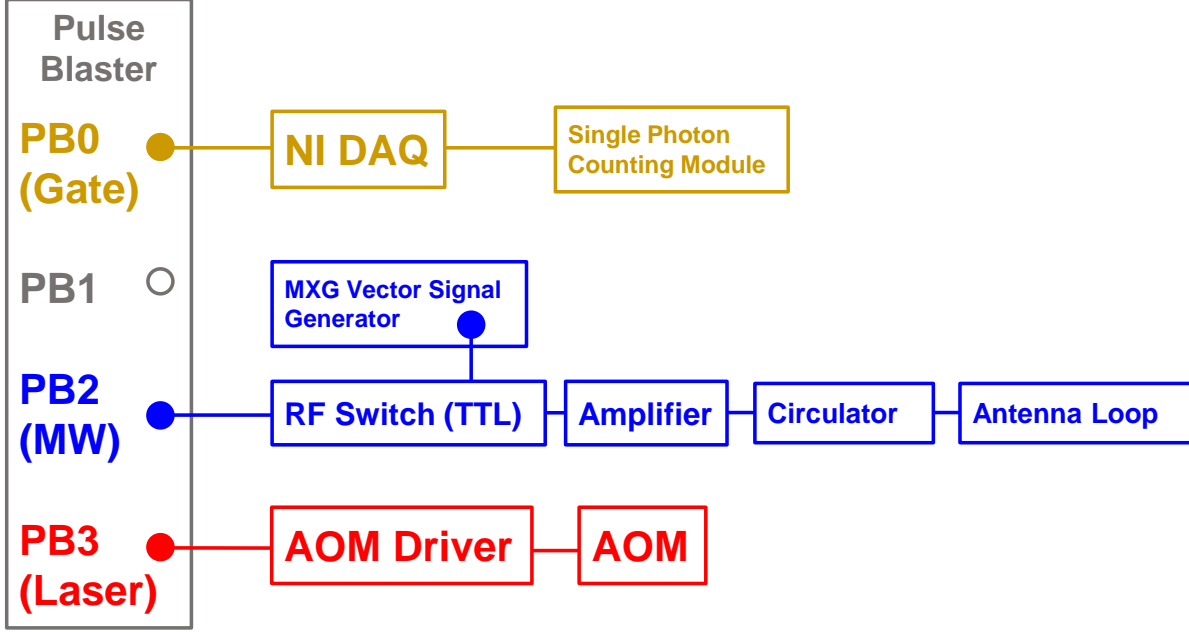 Pulse
Blaster
PB0
(Gate)
NI DAQ
Single Photon
Counting Module
PB1
MXG Vector Signal
Generator
PB2
(MW)
RF Switch (TTL)
Amplifier
Circulator
Antenna Loop
PB3
(Laser)
AOM Driver
AOM